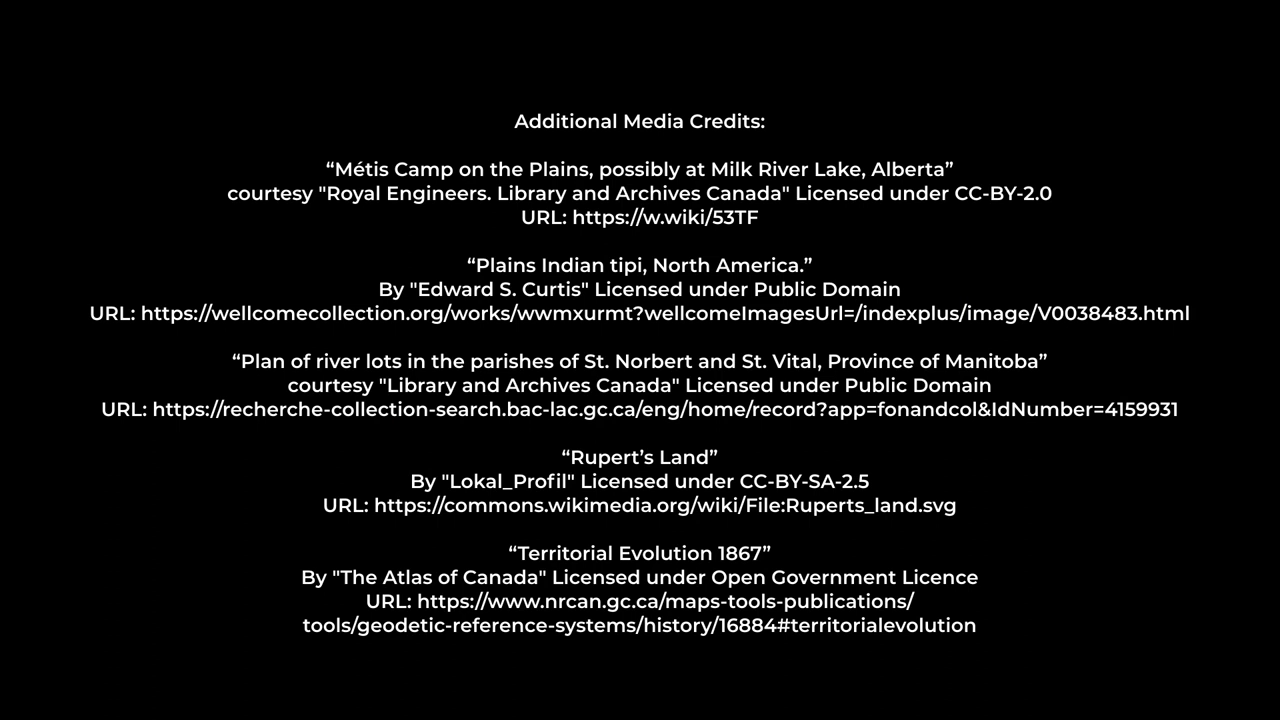 Additional Media Credits:
“Métis Camp on the Plains, possibly at Milk River Lake, Alberta”
courtesy "Royal Engineers. Library and Archives Canada" Licensed under CC-BY-2.0
URL: https://w.wiki/53TF
“Plains Indian tipi, North America.”
By "Edward S. Curtis" Licensed under Public Domain
URL: https://wellcomecollection.org/works/wwmxurmt?wellcomeImagesUrl=/indexplus/image/V0038483.html
“Plan of river lots in the parishes of St. Norbert and St. Vital, Province of Manitoba”
courtesy "Library and Archives Canada" Licensed under Public Domain
URL: https://recherche-collection-search.bac-lac.gc.ca/eng/home/record?app=fonandcol&IdNumber=4159931
“Rupert’s Land”
By "Lokal_Profil" Licensed under CC-BY-SA-2.5
URL: https://commons.wikimedia.org/wiki/File:Ruperts_land.svg
“Territorial Evolution 1867”
By "The Atlas of Canada" Licensed under Open Government Licence
URL: https://www.nrcan.gc.ca/maps-tools-publications/
tools/geodetic-reference-systems/history/16884#territorialevolution